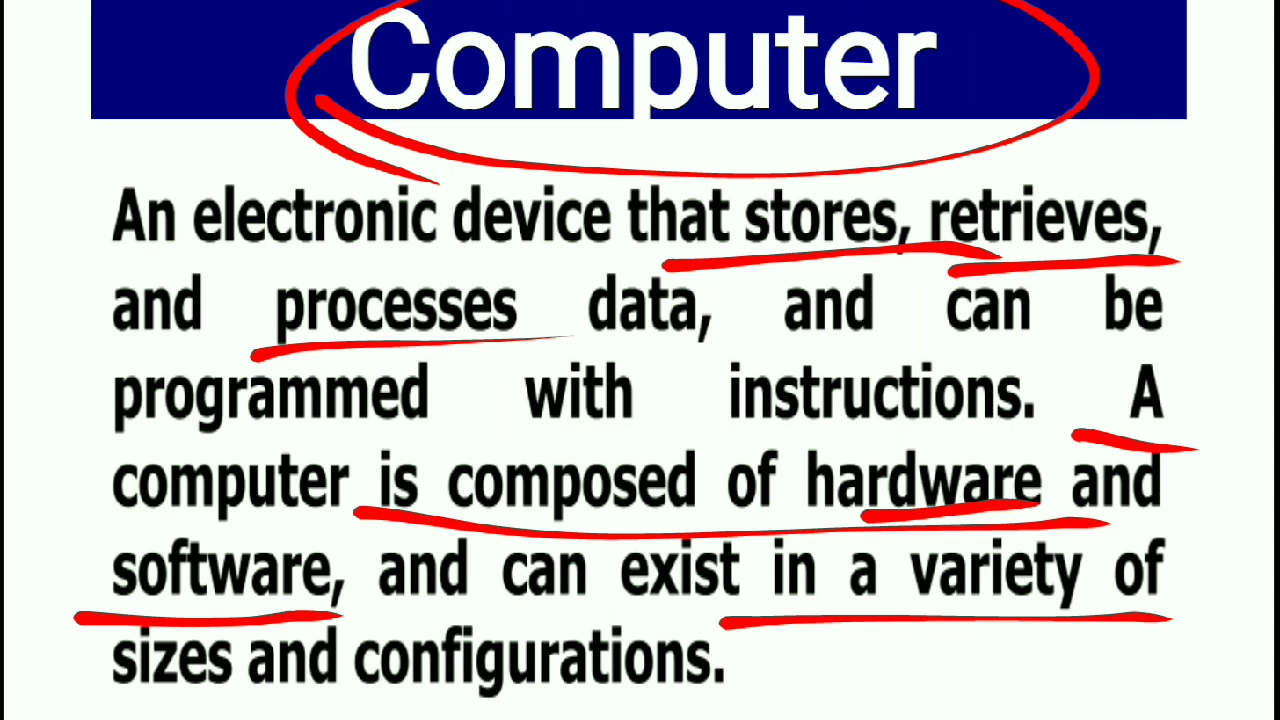 Computer
An electronic device that stores, retrieves,
and processes data, and can be
programmed with instructions. A
computer is composed of hardware and
software, and can exist in a variety of
sizes and configurations.